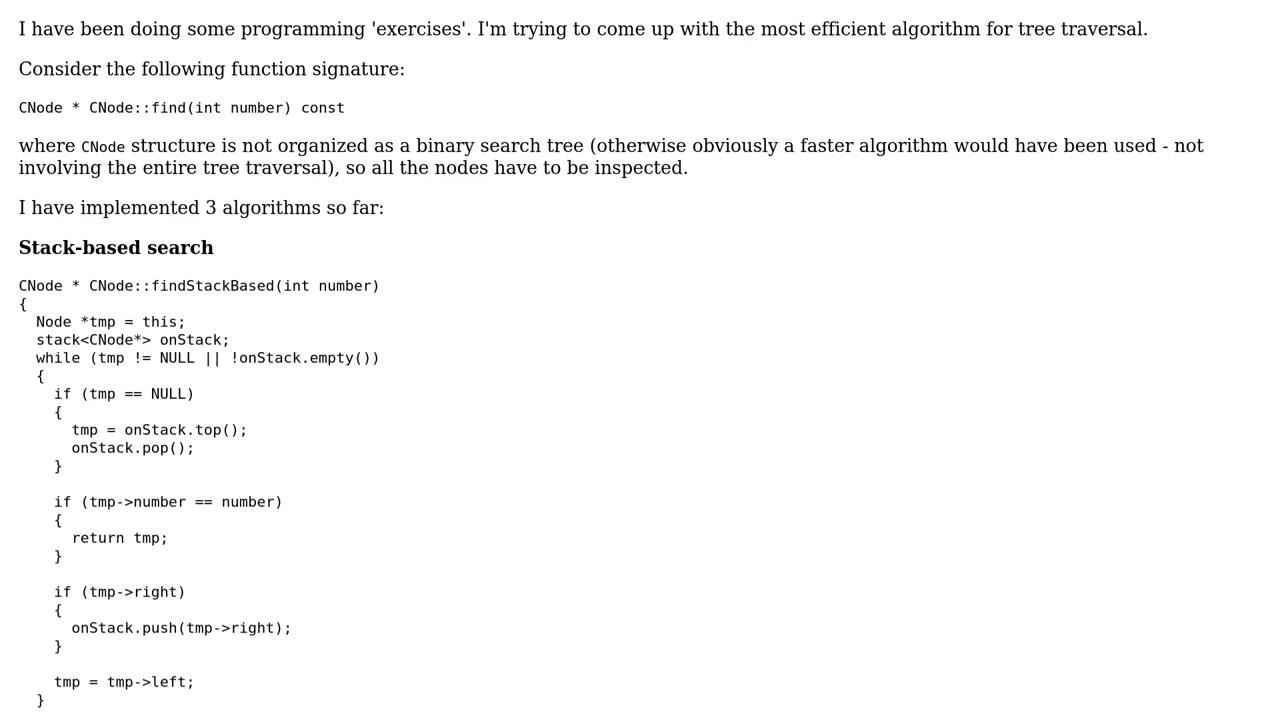 I have been doing some programming 'exercises'. I'm trying to come up with the most efficient algorithm for tree traversal.
Consider the following function signature:
CNode * CNode::find(int number) const
where CNode structure is not organized as a binary search tree (otherwise obviously a faster algorithm would have been used - not
involving the entire tree traversal), so all the nodes have to be inspected.
I have implemented 3 algorithms so far:
Stack-based search
CNode * CNode::findStackBased(int number)
{
  Node *tmp = this;
  stack<CNode*> onStack;
  while (tmp != NULL || !onStack.empty())
  {
    if (tmp == NULL)
    {
      tmp = onStack.top();
      onStack.pop();
    }
    if (tmp->number == number)
    {
      return tmp;
    }
    if (tmp->right)
    {
      onStack.push(tmp->right);
    }
    tmp = tmp->left;
  }